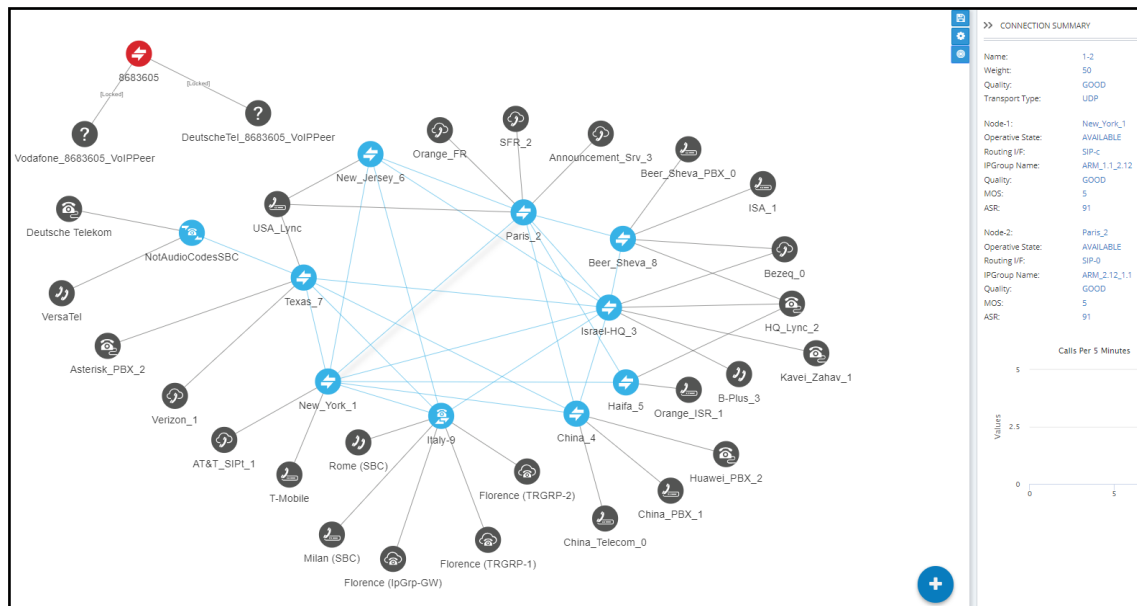 8683605
[Locked]
[Locked]
Vodafone_8683605_VoIPPeer
DeutscheTel_8683605_VoIPPeer
New_Jersey_6
Orange_FR
SFR_2
Announcement_Srv_3
Beer_Sheva_PBX_0
ISA_1
Deutsche Telekom
NotAudioCodesSBC
USA_Lync
Paris_2
Beer_Sheva_8
Bezeq_0
VersaTel
Texas_7
Israel-HQ_3
HQ_Lync_2
Asterisk_PBX_2
Kavei_Zahav_1
Verizon_1
New_York_1
Haifa_5
B-Plus_3
Orange_ISR_1
Italy-9
China_4
AT&T_SIPt_1
Rome (SBC)
Huawei_PBX_2
T-Mobile
Florence (TRGRP-2)
China_PBX_1
Milan (SBC)
Florence (IpGrp-GW)
Florence (TRGRP-1)
China_Telecom_0
CONNECTION SUMMARY
Name: 1-2
Weight: 50
Quality: GOOD
Transport Type: UDP
Node-1: New_York_1
Operative State: AVAILABLE
Routing I/F: SIP-c
IPGroup Name: ARM_1.1_2.12
Quality: GOOD
MOS: 5
ASR: 91
Node-2: Paris_2
Operative State: AVAILABLE
Routing I/F: SIP-0
IPGroup Name: ARM_2.12_1.1
Quality: GOOD
MOS: 5
ASR: 91
Calls Per 5 Minutes
5
2.5
Values
0
0 5